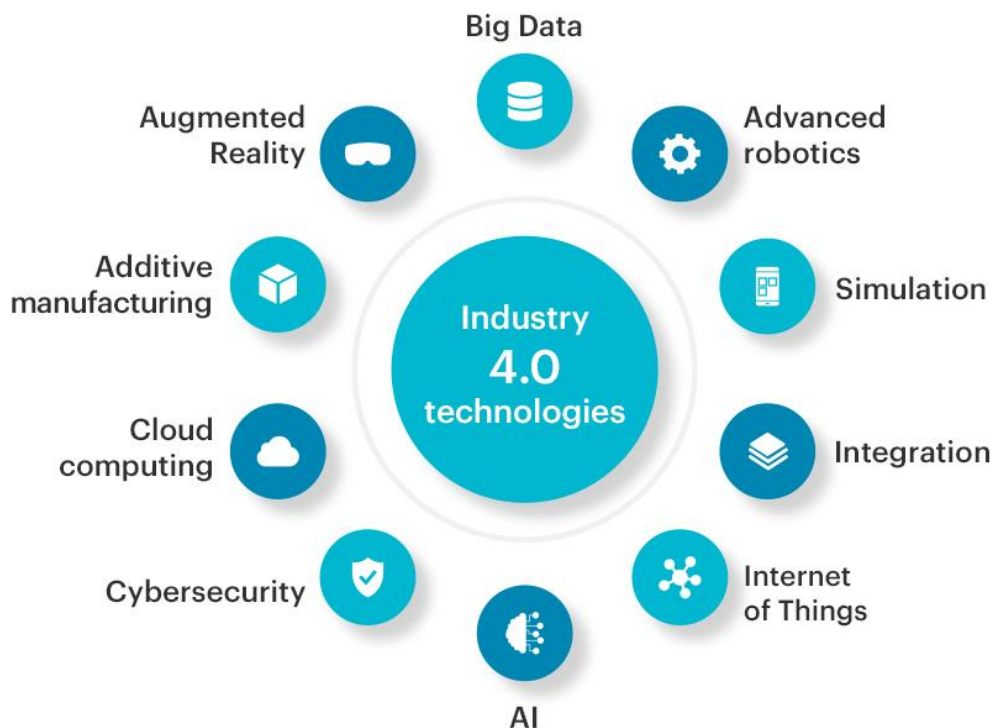 Big Data
Augmented
Reality
Advanced
robotics
Additive
manufacturing
Simulation
Industry
4.0
technologies
Cloud
computing
Integration
Cybersecurity
Internet
of Things
AI